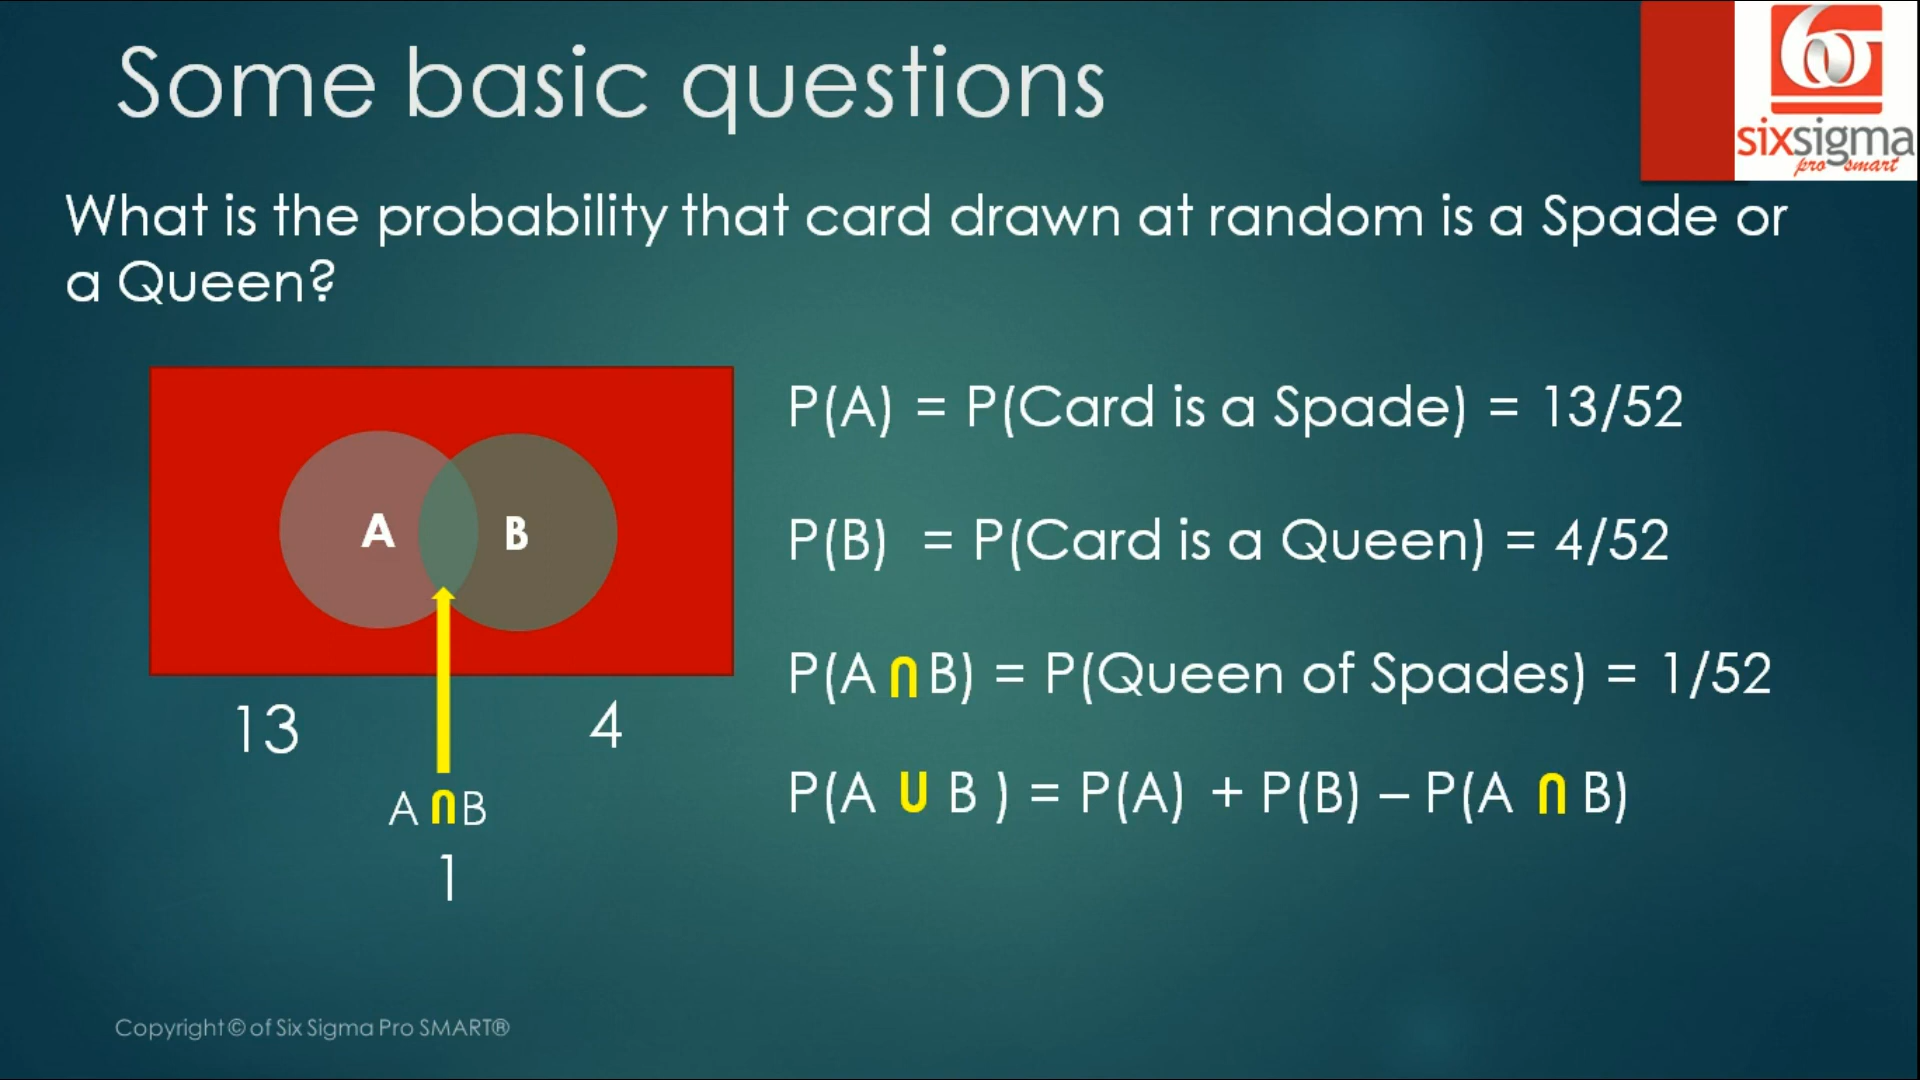 Some basic questions
sixsigma
pro smart
What is the probability that card drawn at random is a Spade or
a Queen?
A
B
13
4
A ∩ B
1
P(A) = P(Card is a Spade) = 13/52
P(B) = P(Card is a Queen) = 4/52
P(A ∩ B) = P(Queen of Spades) = 1/52
P(A ∪ B ) = P(A) + P(B) – P(A ∩ B)
Copyright © of Six Sigma Pro SMART®